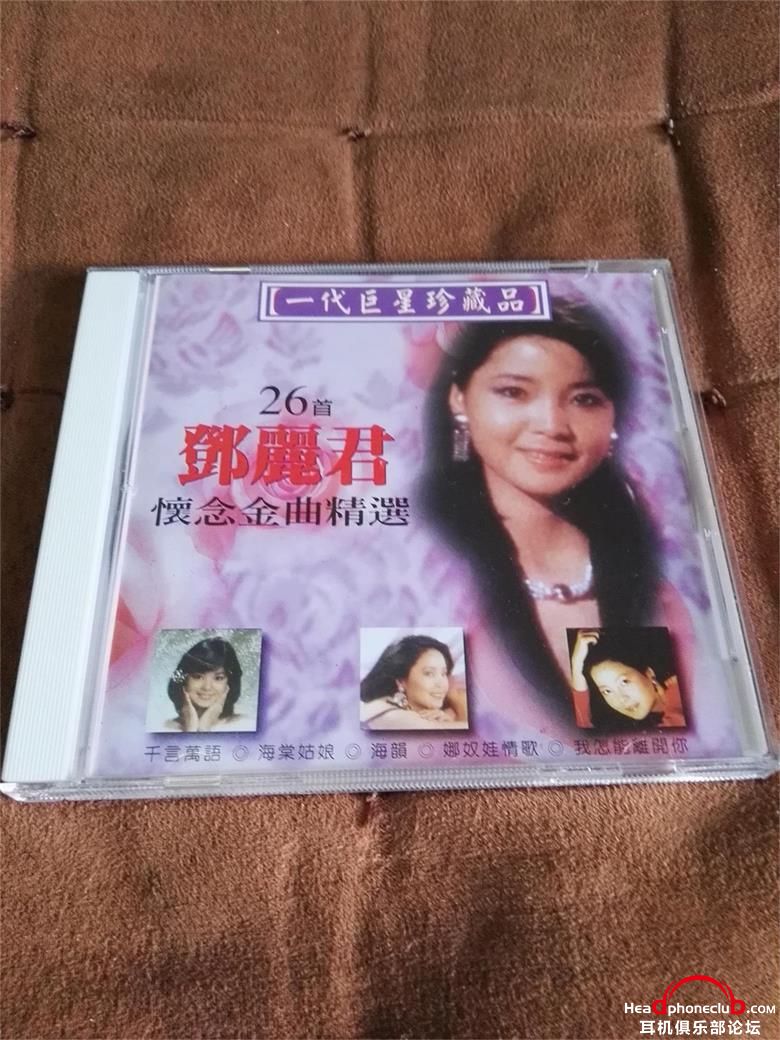 【一代巨星珍藏品】
26首
鄧麗君
懷念金曲精選
千言萬語 ◎ 海棠姑娘 ◎ 海韻 ◎ 娜奴娃情歌 ◎ 我怎能離開你
Headphoneclub.com
耳机俱乐部论坛